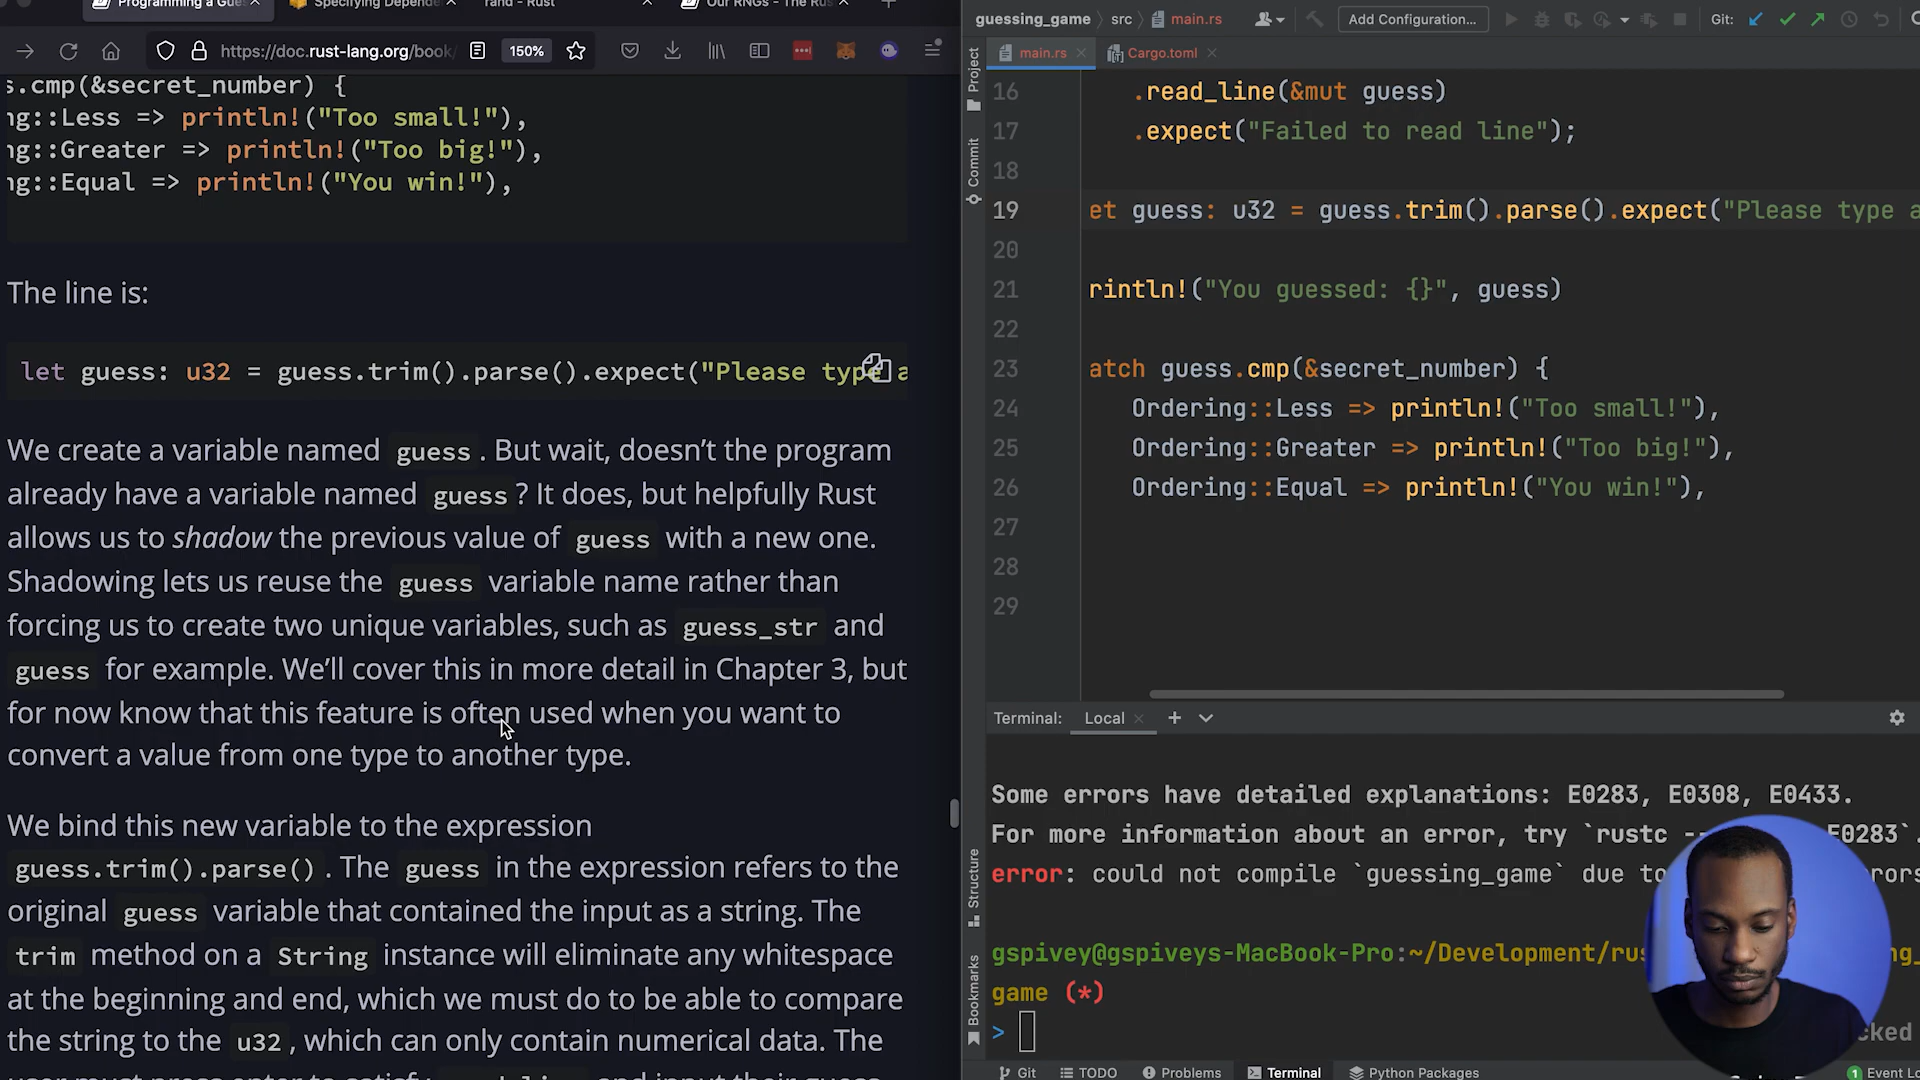 Programming a Gue
Specifying Depende
rand - Rust
Our RNGs - The Rus
https://doc.rust-lang.org/book/
150%
s.cmp(&secret_number) {
ng::Less => println!("Too small!"),
ng::Greater => println!("Too big!"),
ng::Equal => println!("You win!"),
The line is:
let guess: u32 = guess.trim().parse().expect("Please type a
We create a variable named guess. But wait, doesn’t the program
already have a variable named guess? It does, but helpfully Rust
allows us to shadow the previous value of guess with a new one.
Shadowing lets us reuse the guess variable name rather than
forcing us to create two unique variables, such as guess_str and
guess for example. We’ll cover this in more detail in Chapter 3, but
for now know that this feature is often used when you want to
convert a value from one type to another type.
We bind this new variable to the expression
guess.trim().parse(). The guess in the expression refers to the
original guess variable that contained the input as a string. The
trim method on a String instance will eliminate any whitespace
at the beginning and end, which we must do to be able to compare
the string to the u32, which can only contain numerical data. The
guessing_game src main.rs
Add Configuration...
Git:
Project
Commit
Structure
Bookmarks
main.rs
Cargo.toml
16 .read_line(&mut guess)
17 .expect("Failed to read line");
18
19 et guess: u32 = guess.trim().parse().expect("Please type a
20
21 rintln!("You guessed: {}", guess)
22
23 atch guess.cmp(&secret_number) {
24 Ordering::Less => println!("Too small!"),
25 Ordering::Greater => println!("Too big!"),
26 Ordering::Equal => println!("You win!"),
27
28
29
Terminal: Local
Some errors have detailed explanations: E0283, E0308, E0433.
For more information about an error, try `rustc -- E0283`.
error: could not compile `guessing_game` due to rrors
gspivey@gspiveys-MacBook-Pro:~/Development/rus ng_
game (*)
>
Git
TODO
Problems
Terminal
Python Packages
1 Event Lo